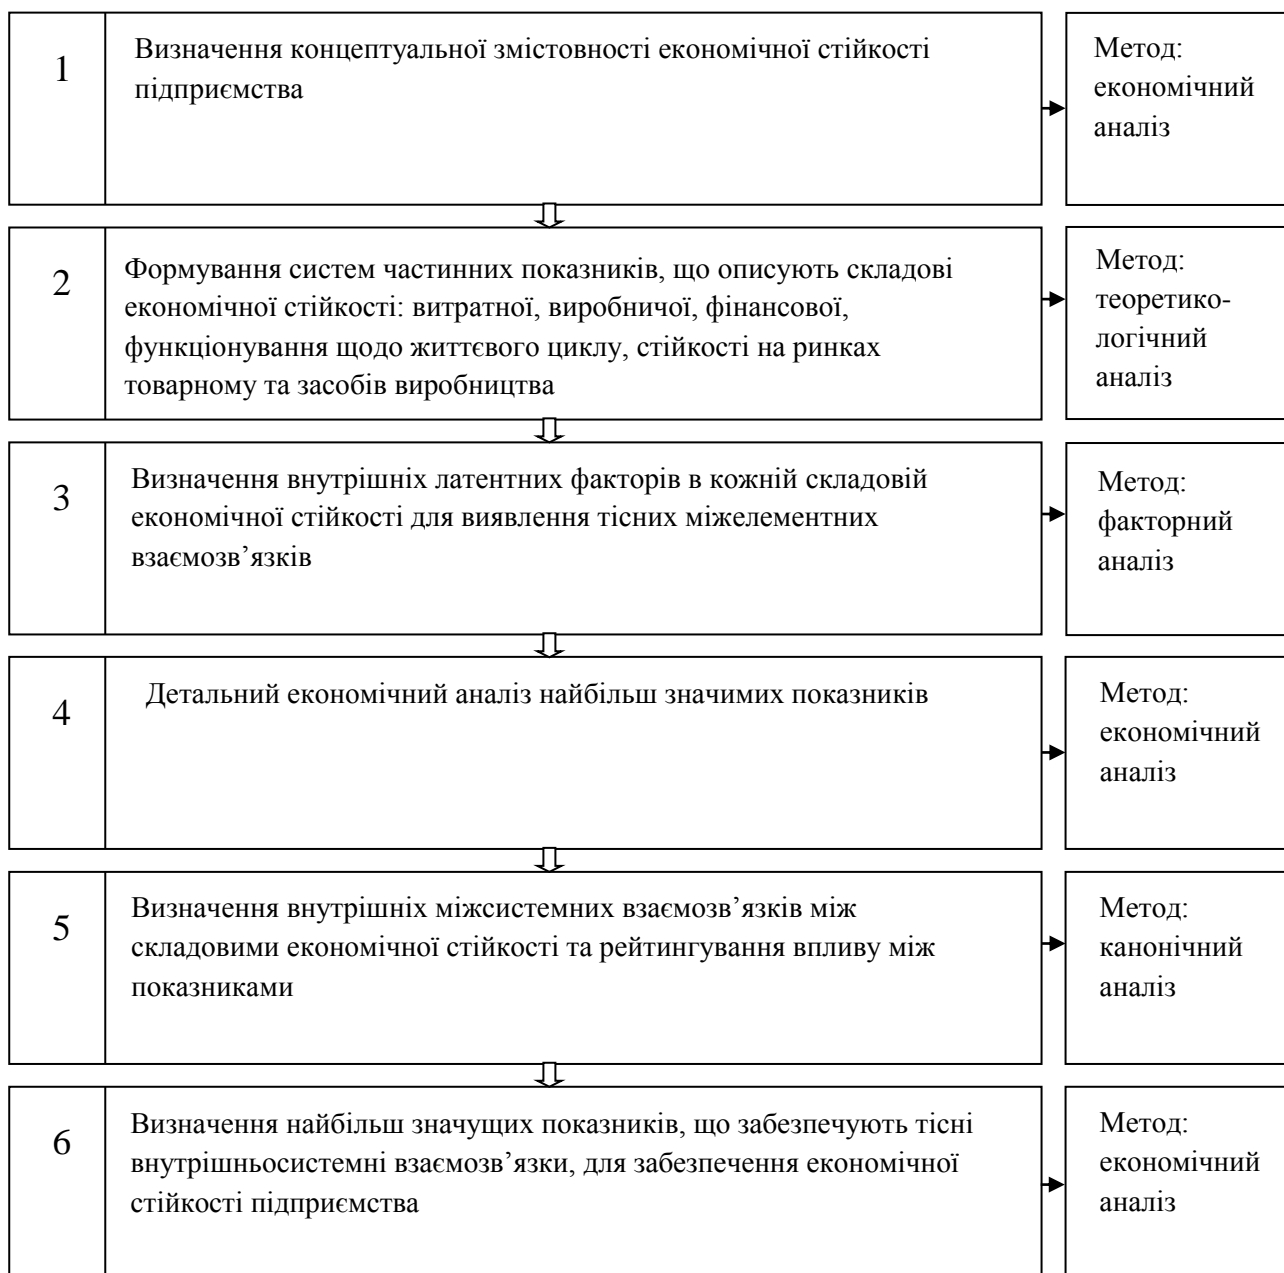 1
Визначення концептуальної змістовності економічної стійкості
підприємства
Метод:
економічний
аналіз
2
Формування систем частинних показників, що описують складові
економічної стійкості: витратної, виробничої, фінансової,
функціонування щодо життєвого циклу, стійкості на ринках
товарному та засобів виробництва
Метод:
теоретико-
логічний
аналіз
3
Визначення внутрішніх латентних факторів в кожній складовій
економічної стійкості для виявлення тісних міжелементних
взаємозв’язків
Метод:
факторний
аналіз
4
Детальний економічний аналіз найбільш значимих показників
Метод:
економічний
аналіз
5
Визначення внутрішніх міжсистемних взаємозв’язків між
складовими економічної стійкості та рейтингування впливу між
показниками
Метод:
канонічний
аналіз
6
Визначення найбільш значущих показників, що забезпечують тісні
внутрішньосистемні взаємозв’язки, для забезпечення економічної
стійкості підприємства
Метод:
економічний
аналіз